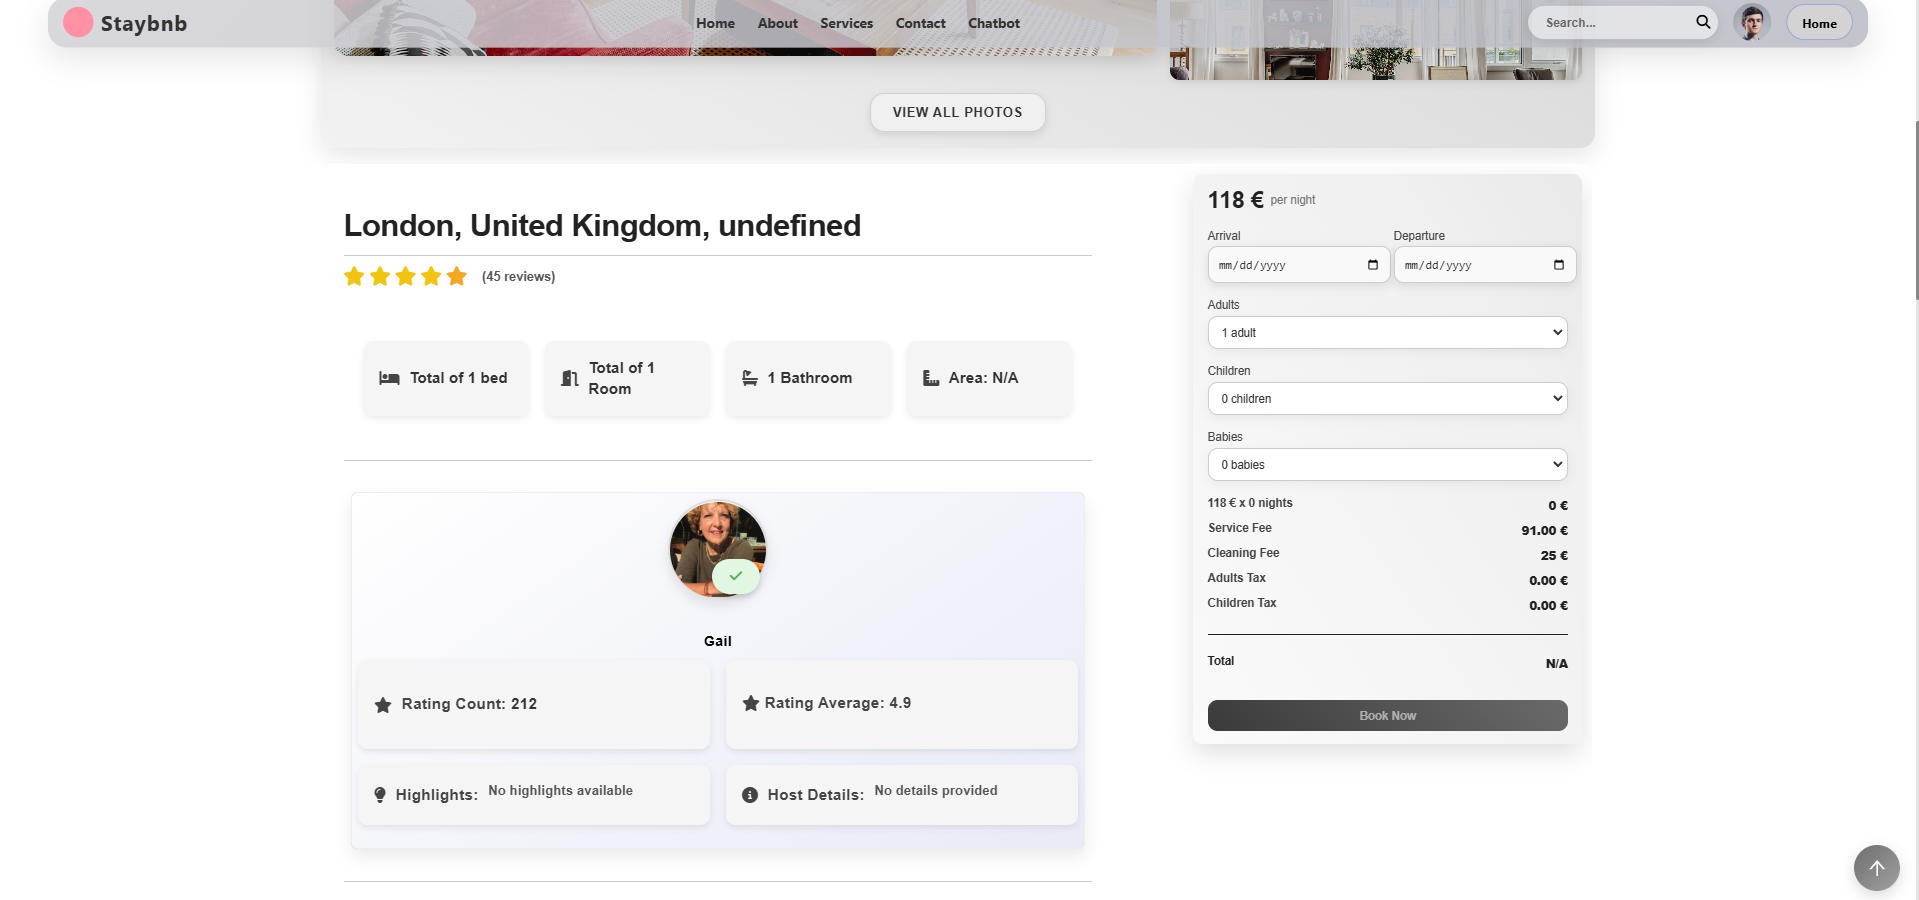 Staybnb
Home
About
Services
Contact
Chatbot
Search...
Home
VIEW ALL PHOTOS
London, United Kingdom, undefined
(45 reviews)
Total of 1 bed
Total of 1
Room
1 Bathroom
Area: N/A
Gail
Rating Count: 212
Rating Average: 4.9
Highlights: No highlights available
Host Details: No details provided
118 € per night
Arrival
Departure
mm/dd/yyyy
mm/dd/yyyy
Adults
1 adult
Children
0 children
Babies
0 babies
118 € x 0 nights 0 €
Service Fee 91.00 €
Cleaning Fee 25 €
Adults Tax 0.00 €
Children Tax 0.00 €
Total N/A
Book Now